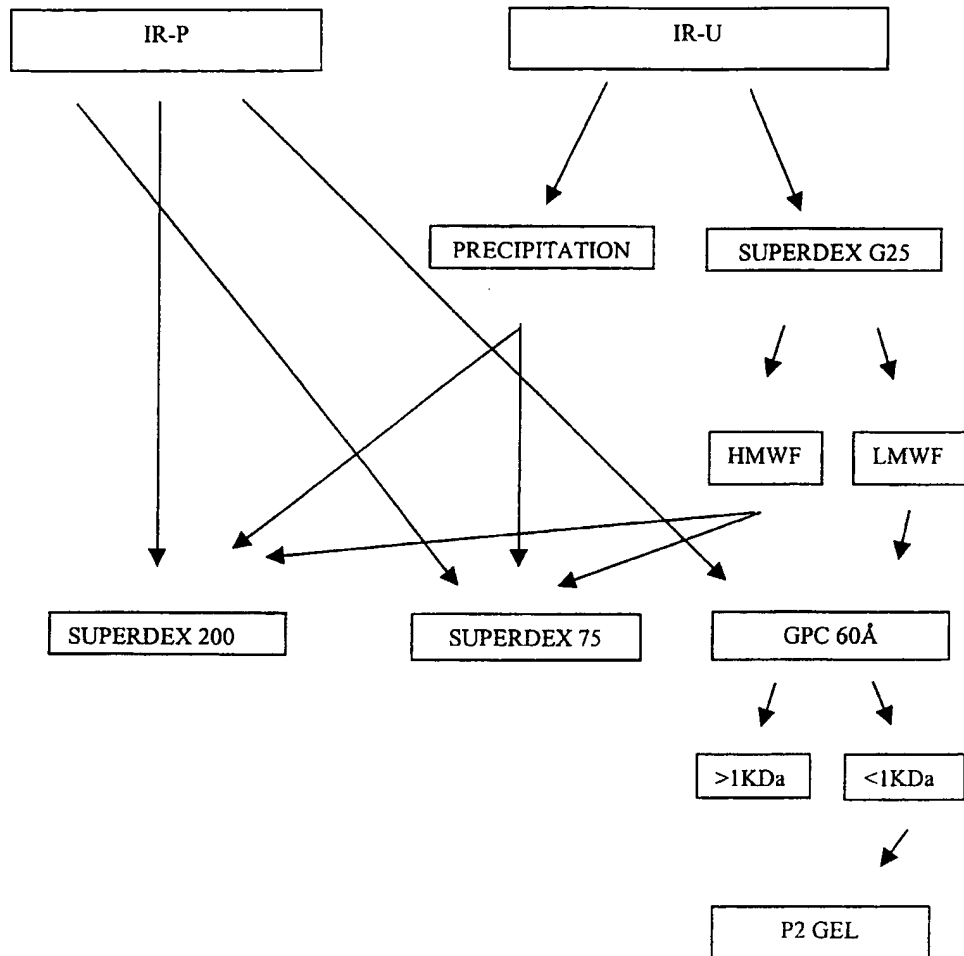 IR-P
IR-U
PRECIPITATION
SUPERDEX G25
HMWF
LMWF
SUPERDEX 200
SUPERDEX 75
GPC 60Å
>1KDa
<1KDa
P2 GEL